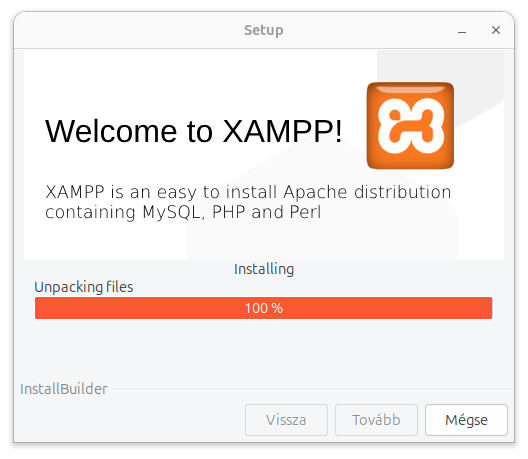 Setup
Welcome to XAMPP!
XAMPP is an easy to install Apache distribution
containing MySQL, PHP and Perl
Installing
Unpacking files
100 %
InstallBuilder
Vissza
Tovább
Mégse